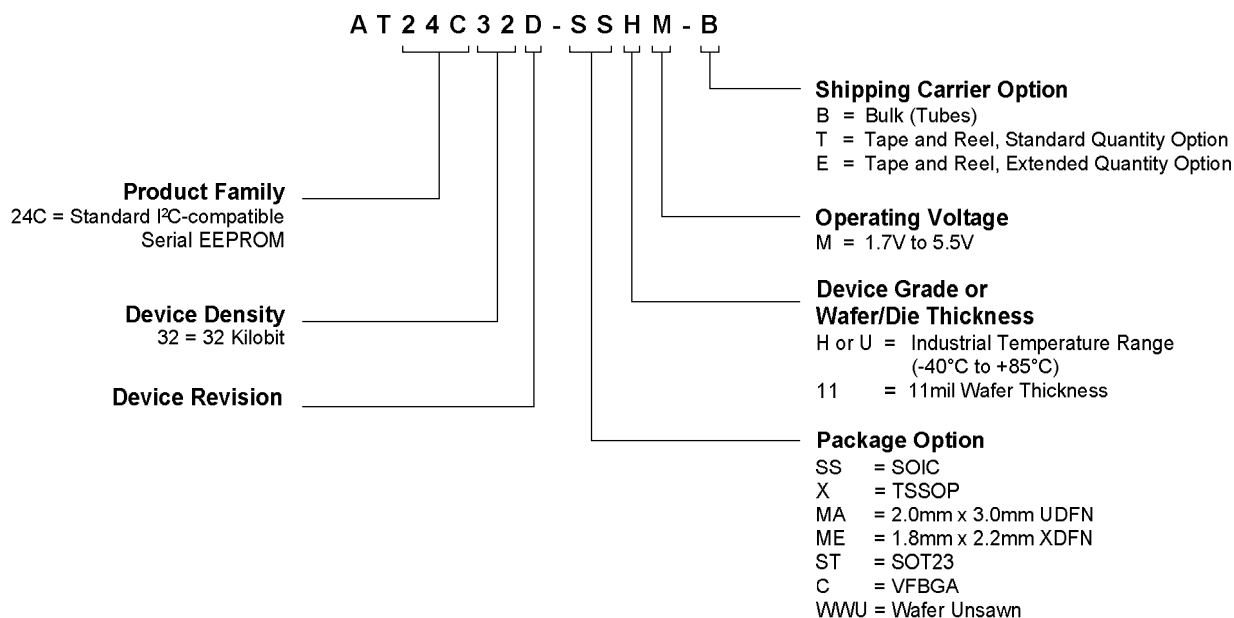 AT24C32D-SSHM-B
Shipping Carrier Option
B = Bulk (Tubes)
T = Tape and Reel, Standard Quantity Option
E = Tape and Reel, Extended Quantity Option
Product Family
24C = Standard I²C-compatible
Serial EEPROM
Operating Voltage
M = 1.7V to 5.5V
Device Density
32 = 32 Kilobit
Device Grade or
Wafer/Die Thickness
H or U = Industrial Temperature Range
(-40°C to +85°C)
11 = 11mil Wafer Thickness
Device Revision
Package Option
SS = SOIC
X = TSSOP
MA = 2.0mm x 3.0mm UDFN
ME = 1.8mm x 2.2mm XDFN
ST = SOT23
C = VFBGA
WWU = Wafer Unsawn